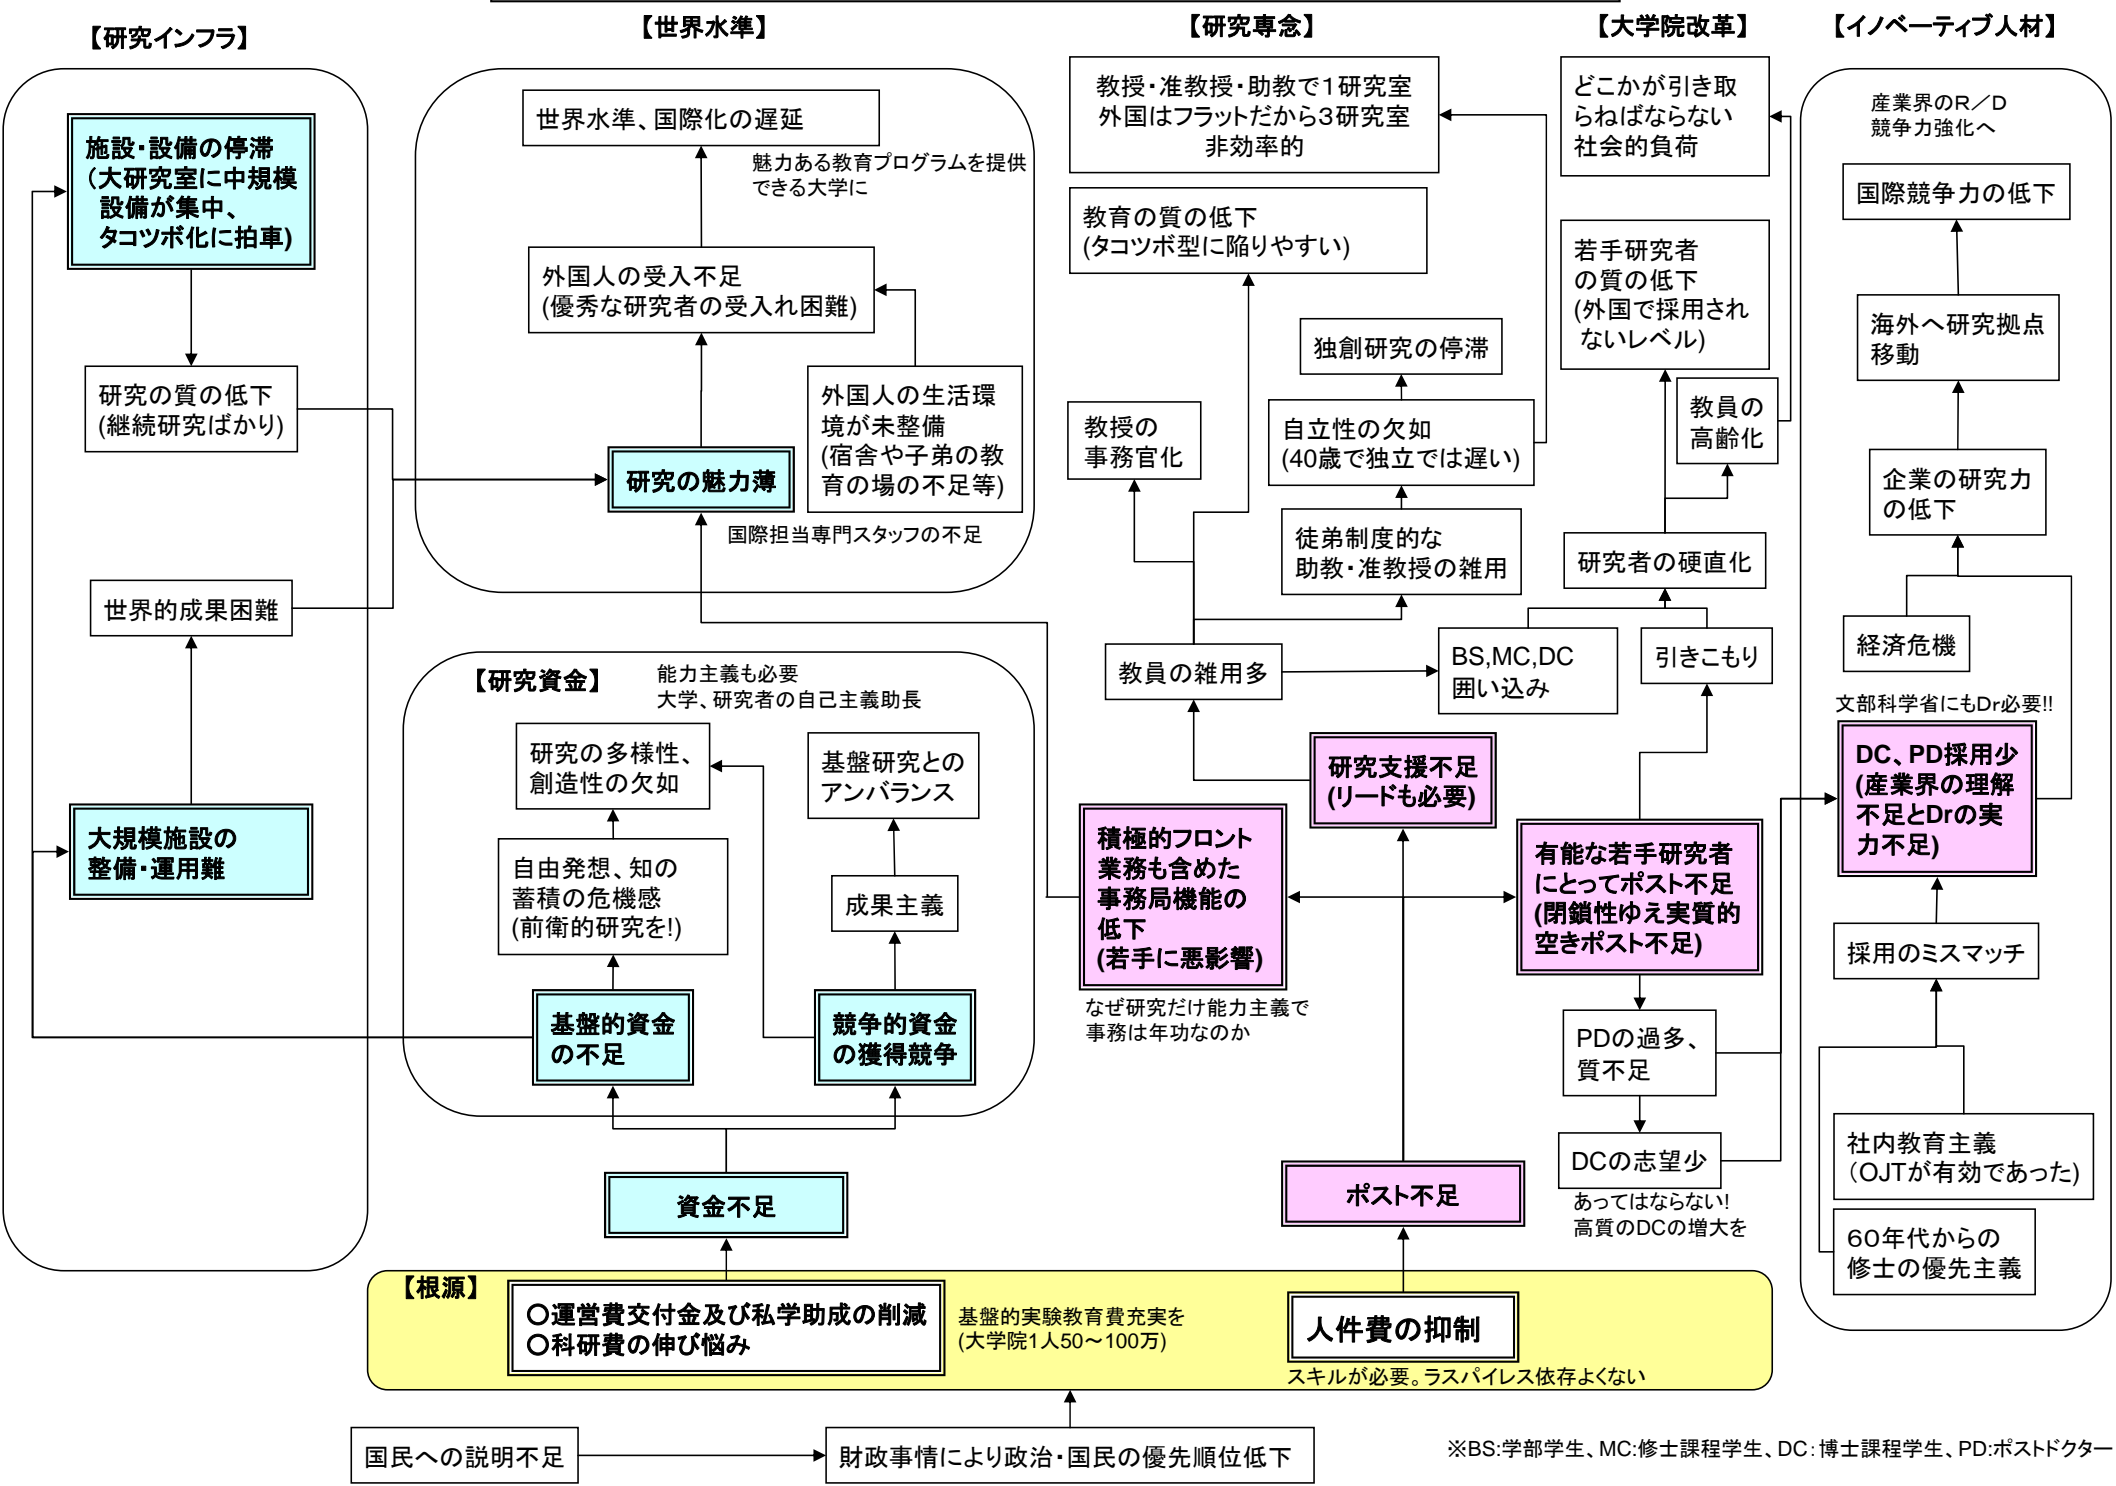 【研究インフラ】
施設・設備の停滞
（大研究室に中規模
設備が集中、
タコツボ化に拍車)
研究の質の低下
(継続研究ばかり)
世界的成果困難
大規模施設の
整備・運用難
【世界水準】
世界水準、国際化の遅延
魅力ある教育プログラムを提供
できる大学に
外国人の受入不足
(優秀な研究者の受入れ困難)
外国人の生活環
境が未整備
(宿舎や子弟の教
育の場の不足等)
研究の魅力薄
国際担当専門スタッフの不足
【研究資金】
能力主義も必要
大学、研究者の自己主義助長
研究の多様性、
創造性の欠如
基盤研究との
アンバランス
自由発想、知の
蓄積の危機感
(前衛的研究を!)
成果主義
基盤的資金
の不足
競争的資金
の獲得競争
資金不足
【研究専念】
教授・准教授・助教で１研究室
外国はフラットだから３研究室
非効率的
教育の質の低下
(タコツボ型に陥りやすい)
独創研究の停滞
教授の
事務官化
自立性の欠如
(40歳で独立では遅い)
徒弟制度的な
助教・准教授の雑用
教員の雑用多
BS,MC,DC
囲い込み
研究支援不足
(リードも必要)
積極的フロント
業務も含めた
事務局機能の
低下
(若手に悪影響)
なぜ研究だけ能力主義で
事務は年功なのか
ポスト不足
【大学院改革】
どこかが引き取
らねばならない
社会的負荷
若手研究者
の質の低下
(外国で採用され
ないレベル)
教員の
高齢化
研究者の硬直化
引きこもり
有能な若手研究者
にとってポスト不足
(閉鎖性ゆえ実質的
空きポスト不足)
PDの過多、
質不足
DCの志望少
あってはならない!
高質のDCの増大を
【イノベーティブ人材】
産業界のＲ／Ｄ
競争力強化へ
国際競争力の低下
海外へ研究拠点
移動
企業の研究力
の低下
経済危機
文部科学省にもDr必要!!
DC、PD採用少
(産業界の理解
不足とDrの実
力不足)
採用のミスマッチ
社内教育主義
（OJTが有効であった)
６０年代からの
修士の優先主義
【根源】
○運営費交付金及び私学助成の削減
○科研費の伸び悩み
基盤的実験教育費充実を
(大学院1人50～100万)
人件費の抑制
スキルが必要。ラスパイレス依存よくない
国民への説明不足
財政事情により政治・国民の優先順位低下
※BS:学部学生、MC:修士課程学生、DC:博士課程学生、PD:ポストドクター